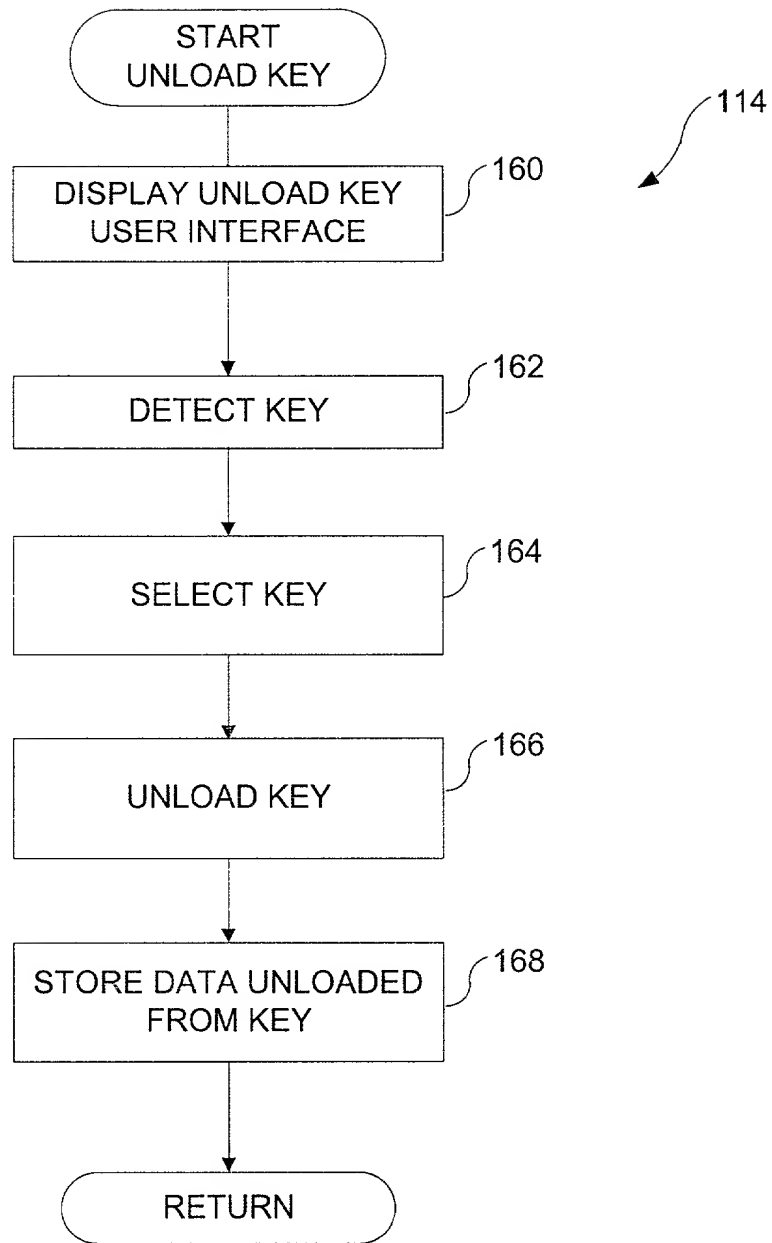 START
UNLOAD KEY
114
160
DISPLAY UNLOAD KEY
USER INTERFACE
162
DETECT KEY
164
SELECT KEY
166
UNLOAD KEY
168
STORE DATA UNLOADED
FROM KEY
RETURN